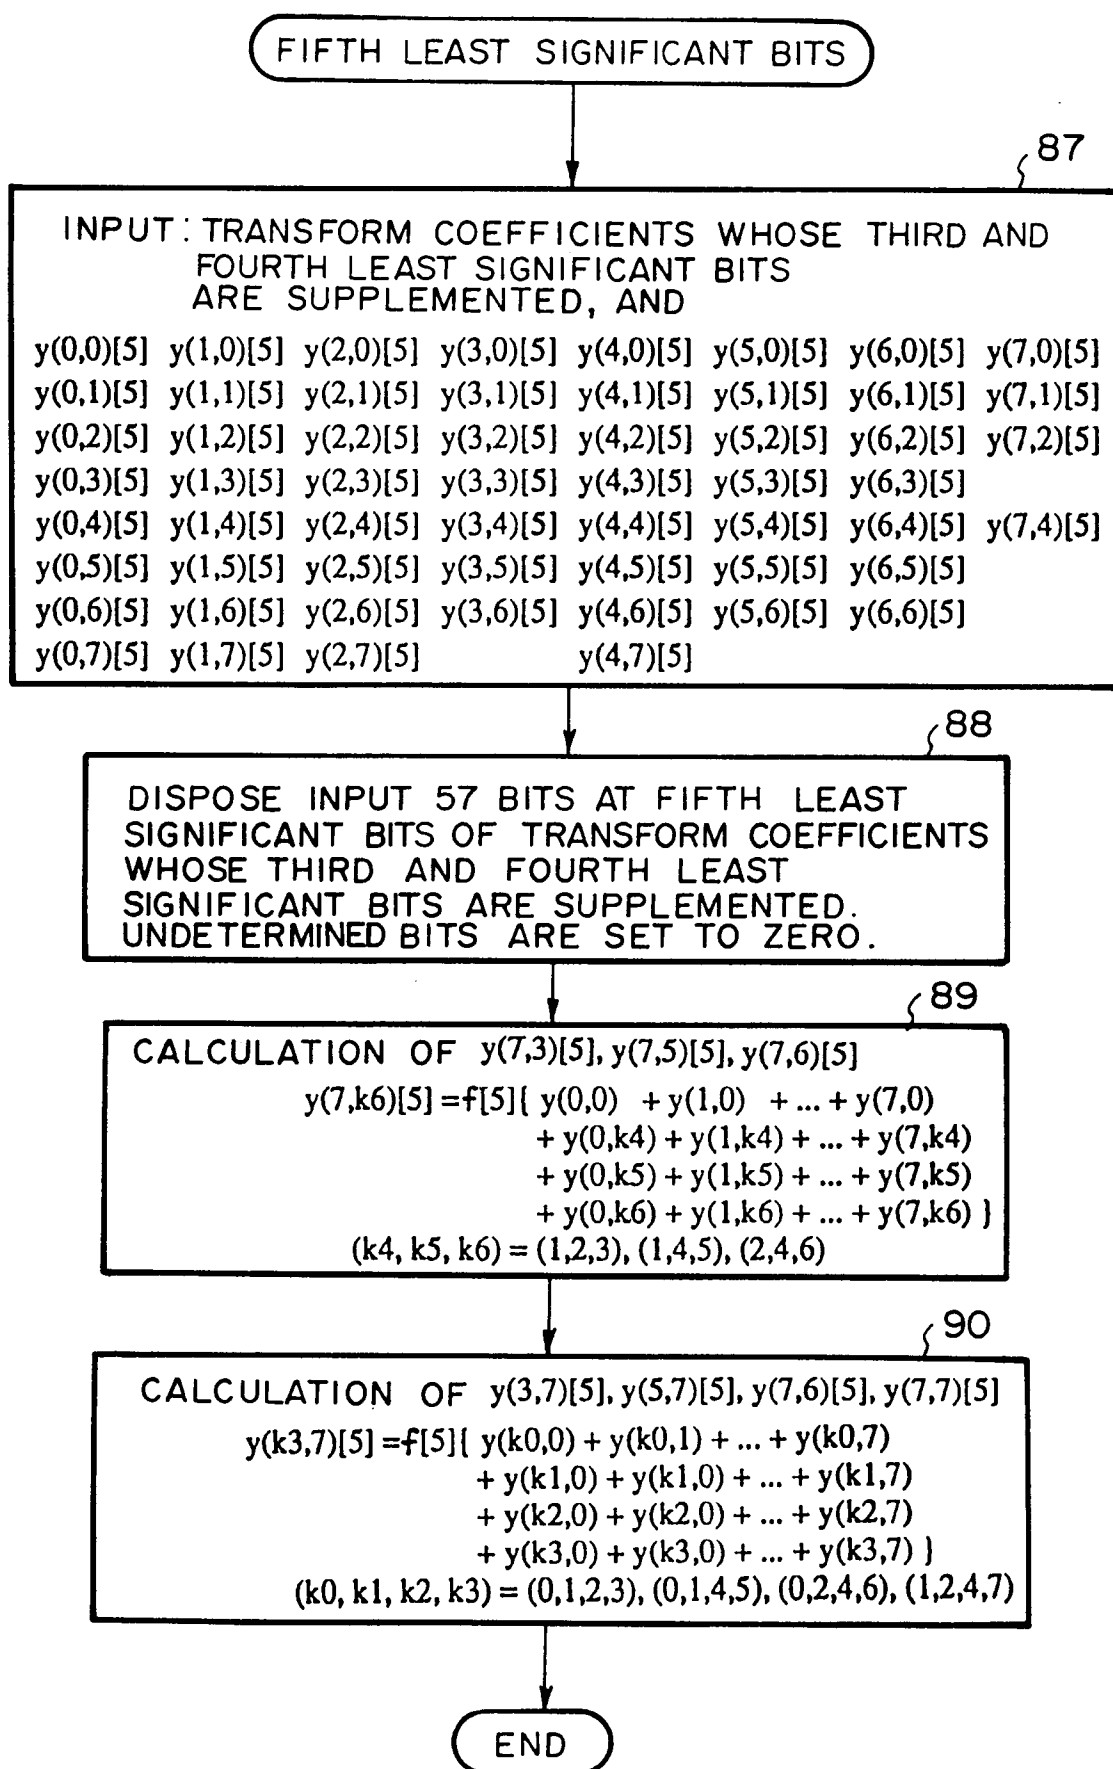 FIFTH LEAST SIGNIFICANT BITS
87
INPUT: TRANSFORM COEFFICIENTS WHOSE THIRD AND
FOURTH LEAST SIGNIFICANT BITS
ARE SUPPLEMENTED, AND
y(0,0)[5] y(1,0)[5] y(2,0)[5] y(3,0)[5] y(4,0)[5] y(5,0)[5] y(6,0)[5] y(7,0)[5]
y(0,1)[5] y(1,1)[5] y(2,1)[5] y(3,1)[5] y(4,1)[5] y(5,1)[5] y(6,1)[5] y(7,1)[5]
y(0,2)[5] y(1,2)[5] y(2,2)[5] y(3,2)[5] y(4,2)[5] y(5,2)[5] y(6,2)[5] y(7,2)[5]
y(0,3)[5] y(1,3)[5] y(2,3)[5] y(3,3)[5] y(4,3)[5] y(5,3)[5] y(6,3)[5]
y(0,4)[5] y(1,4)[5] y(2,4)[5] y(3,4)[5] y(4,4)[5] y(5,4)[5] y(6,4)[5] y(7,4)[5]
y(0,5)[5] y(1,5)[5] y(2,5)[5] y(3,5)[5] y(4,5)[5] y(5,5)[5] y(6,5)[5]
y(0,6)[5] y(1,6)[5] y(2,6)[5] y(3,6)[5] y(4,6)[5] y(5,6)[5] y(6,6)[5]
y(0,7)[5] y(1,7)[5] y(2,7)[5] y(4,7)[5]
88
DISPOSE INPUT 57 BITS AT FIFTH LEAST
SIGNIFICANT BITS OF TRANSFORM COEFFICIENTS
WHOSE THIRD AND FOURTH LEAST
SIGNIFICANT BITS ARE SUPPLEMENTED.
UNDETERMINED BITS ARE SET TO ZERO.
89
CALCULATION OF y(7,3)[5], y(7,5)[5], y(7,6)[5]
y(7,k6)[5] =f[5]{ y(0,0) + y(1,0) + ... + y(7,0)
+ y(0,k4) + y(1,k4) + ... + y(7,k4)
+ y(0,k5) + y(1,k5) + ... + y(7,k5)
+ y(0,k6) + y(1,k6) + ... + y(7,k6) }
(k4, k5, k6) = (1,2,3), (1,4,5), (2,4,6)
90
CALCULATION OF y(3,7)[5], y(5,7)[5], y(7,6)[5], y(7,7)[5]
y(k3,7)[5] =f[5]{ y(k0,0) + y(k0,1) + ... + y(k0,7)
+ y(k1,0) + y(k1,0) + ... + y(k1,7)
+ y(k2,0) + y(k2,0) + ... + y(k2,7)
+ y(k3,0) + y(k3,0) + ... + y(k3,7) }
(k0, k1, k2, k3) = (0,1,2,3), (0,1,4,5), (0,2,4,6), (1,2,4,7)
END